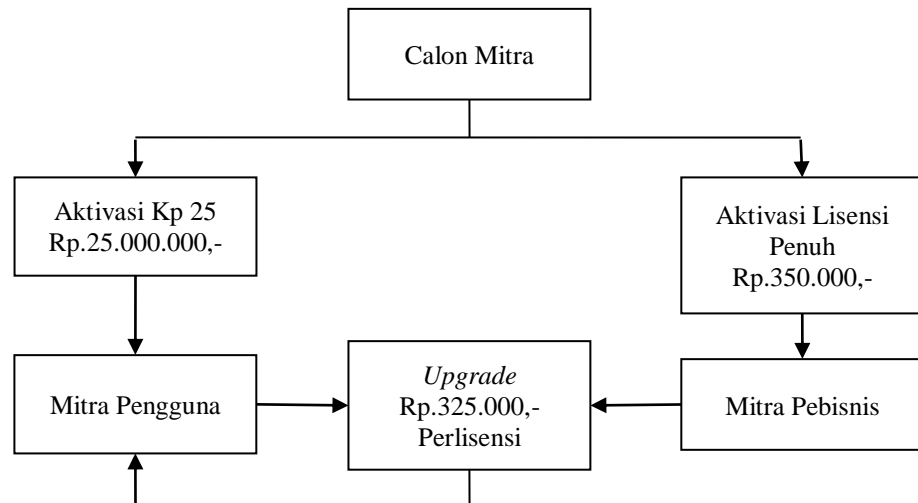 Calon Mitra
Aktivasi Kp 25
Rp.25.000.000,-
Aktivasi Lisensi
Penuh
Rp.350.000,-
Mitra Pengguna
Upgrade
Rp.325.000,-
Perlisensi
Mitra Pebisnis